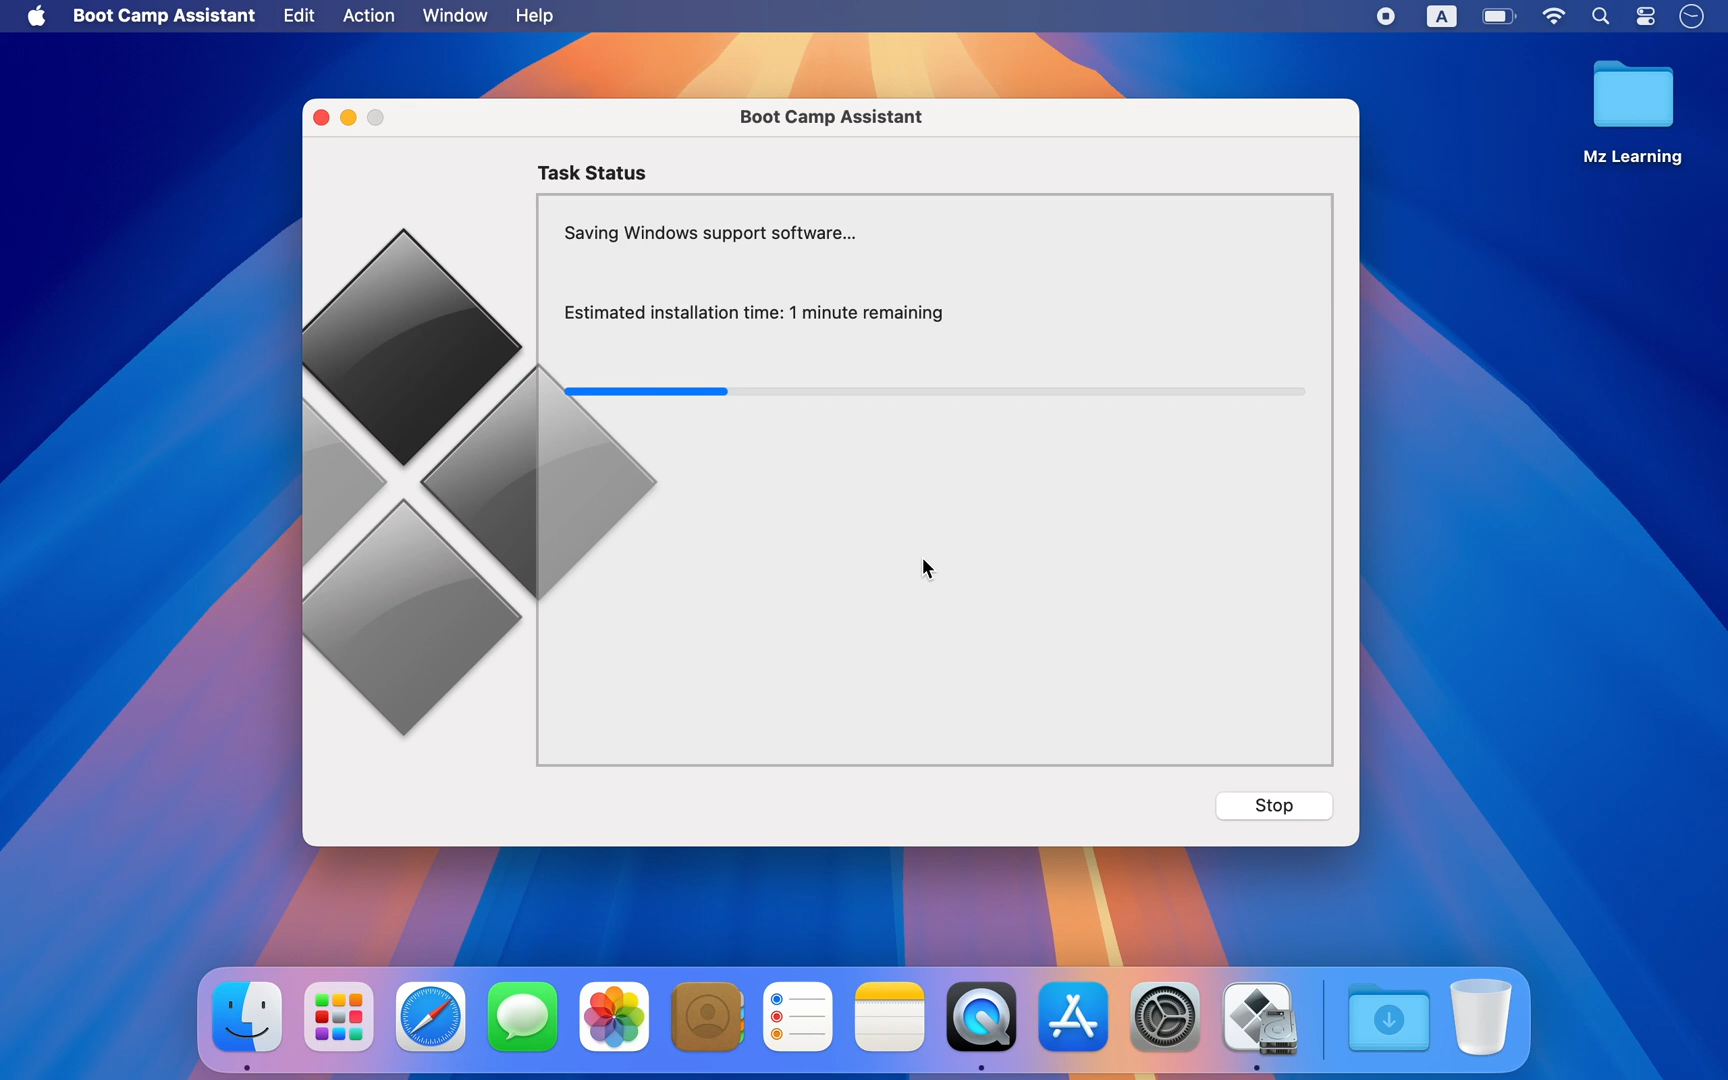 Boot Camp Assistant Edit Action Window Help A
Mz Learning
Boot Camp Assistant
Task Status
Saving Windows support software...
Estimated installation time: 1 minute remaining
Stop